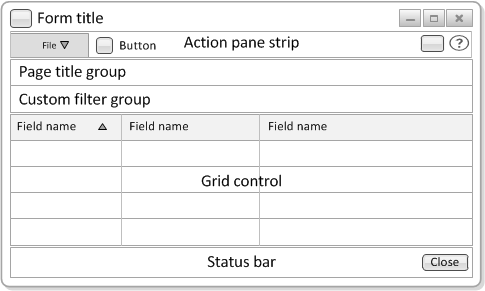 Form title
File Button Action pane strip ?
Page title group
Custom filter group
Field name Field name Field name
Grid control
Status bar Close